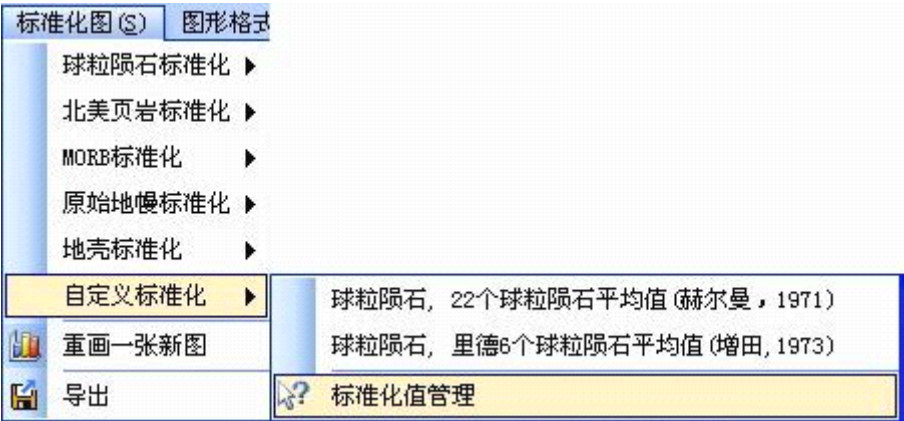 标准化图(S) 图形格式
球粒陨石标准化
北美页岩标准化
MORB标准化
原始地幔标准化
地壳标准化
自定义标准化
球粒陨石, 22个球粒陨石平均值(赫尔曼，1971)
重画一张新图
球粒陨石, 里德6个球粒陨石平均值(增田,1973)
导出
标准化值管理